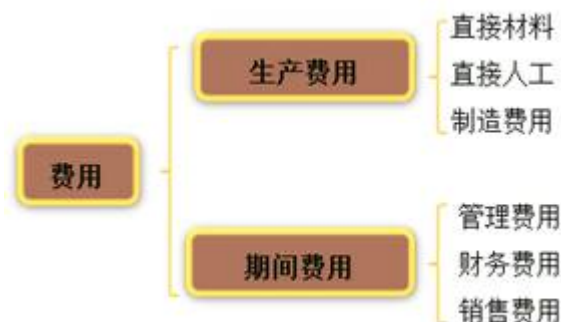 费用
生产费用
直接材料
直接人工
制造费用
期间费用
管理费用
财务费用
销售费用